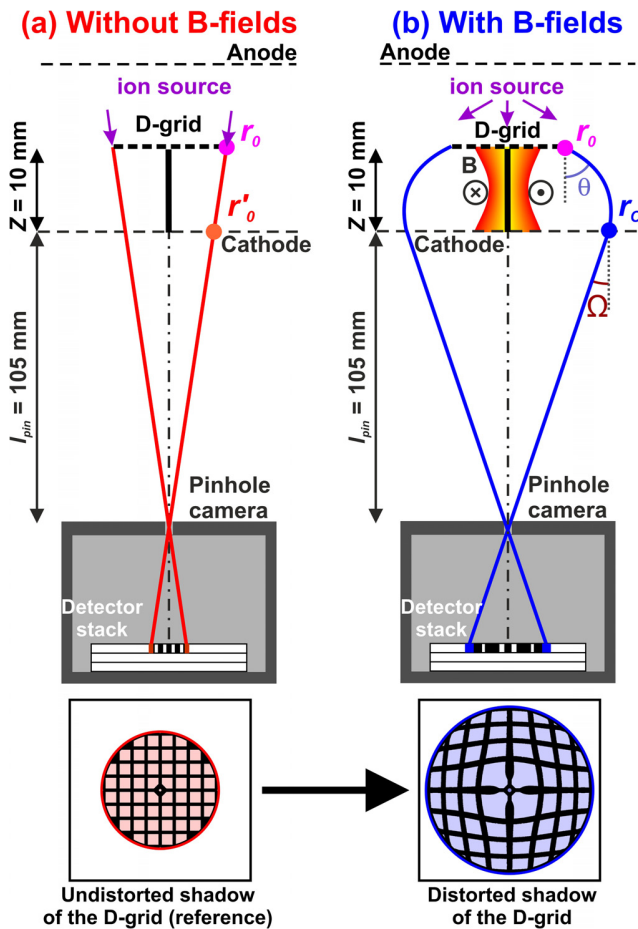 (a) Without B-fields
Anode
ion source
D-grid
r0
Z = 10 mm
r'0
Cathode
lpin = 105 mm
Pinhole
camera
Detector
stack
Undistorted shadow
of the D-grid (reference)
(b) With B-fields
Anode
ion source
D-grid
r0
B
θ
Z = 10 mm
rC
Cathode
Ω
lpin = 105 mm
Pinhole
camera
Detector
stack
Distorted shadow
of the D-grid